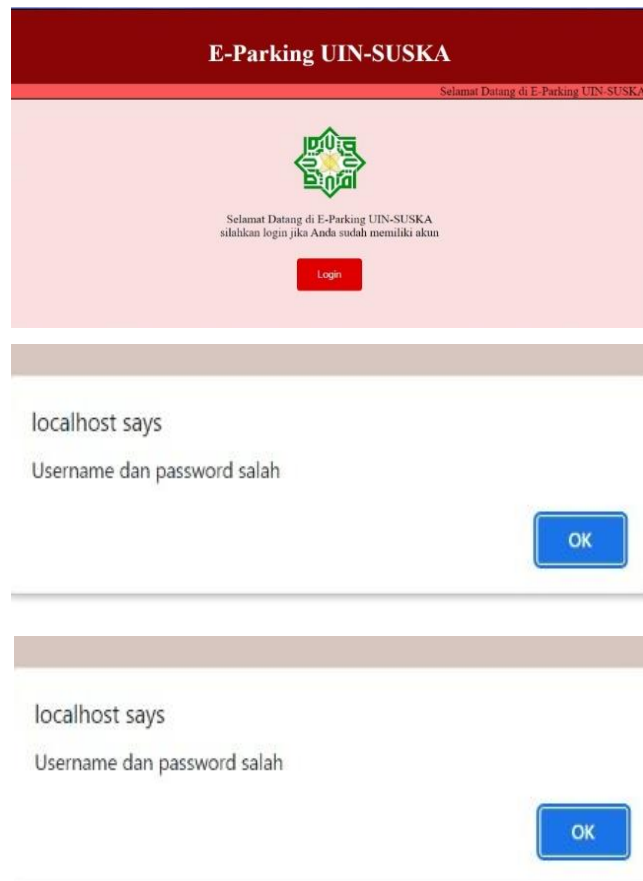 E-Parking UIN-SUSKA
Selamat Datang di E-Parking UIN-SUSKA
Selamat Datang di E-Parking UIN-SUSKA
silahkan login jika Anda sudah memiliki akun
Login
localhost says
Username dan password salah
OK
localhost says
Username dan password salah
OK